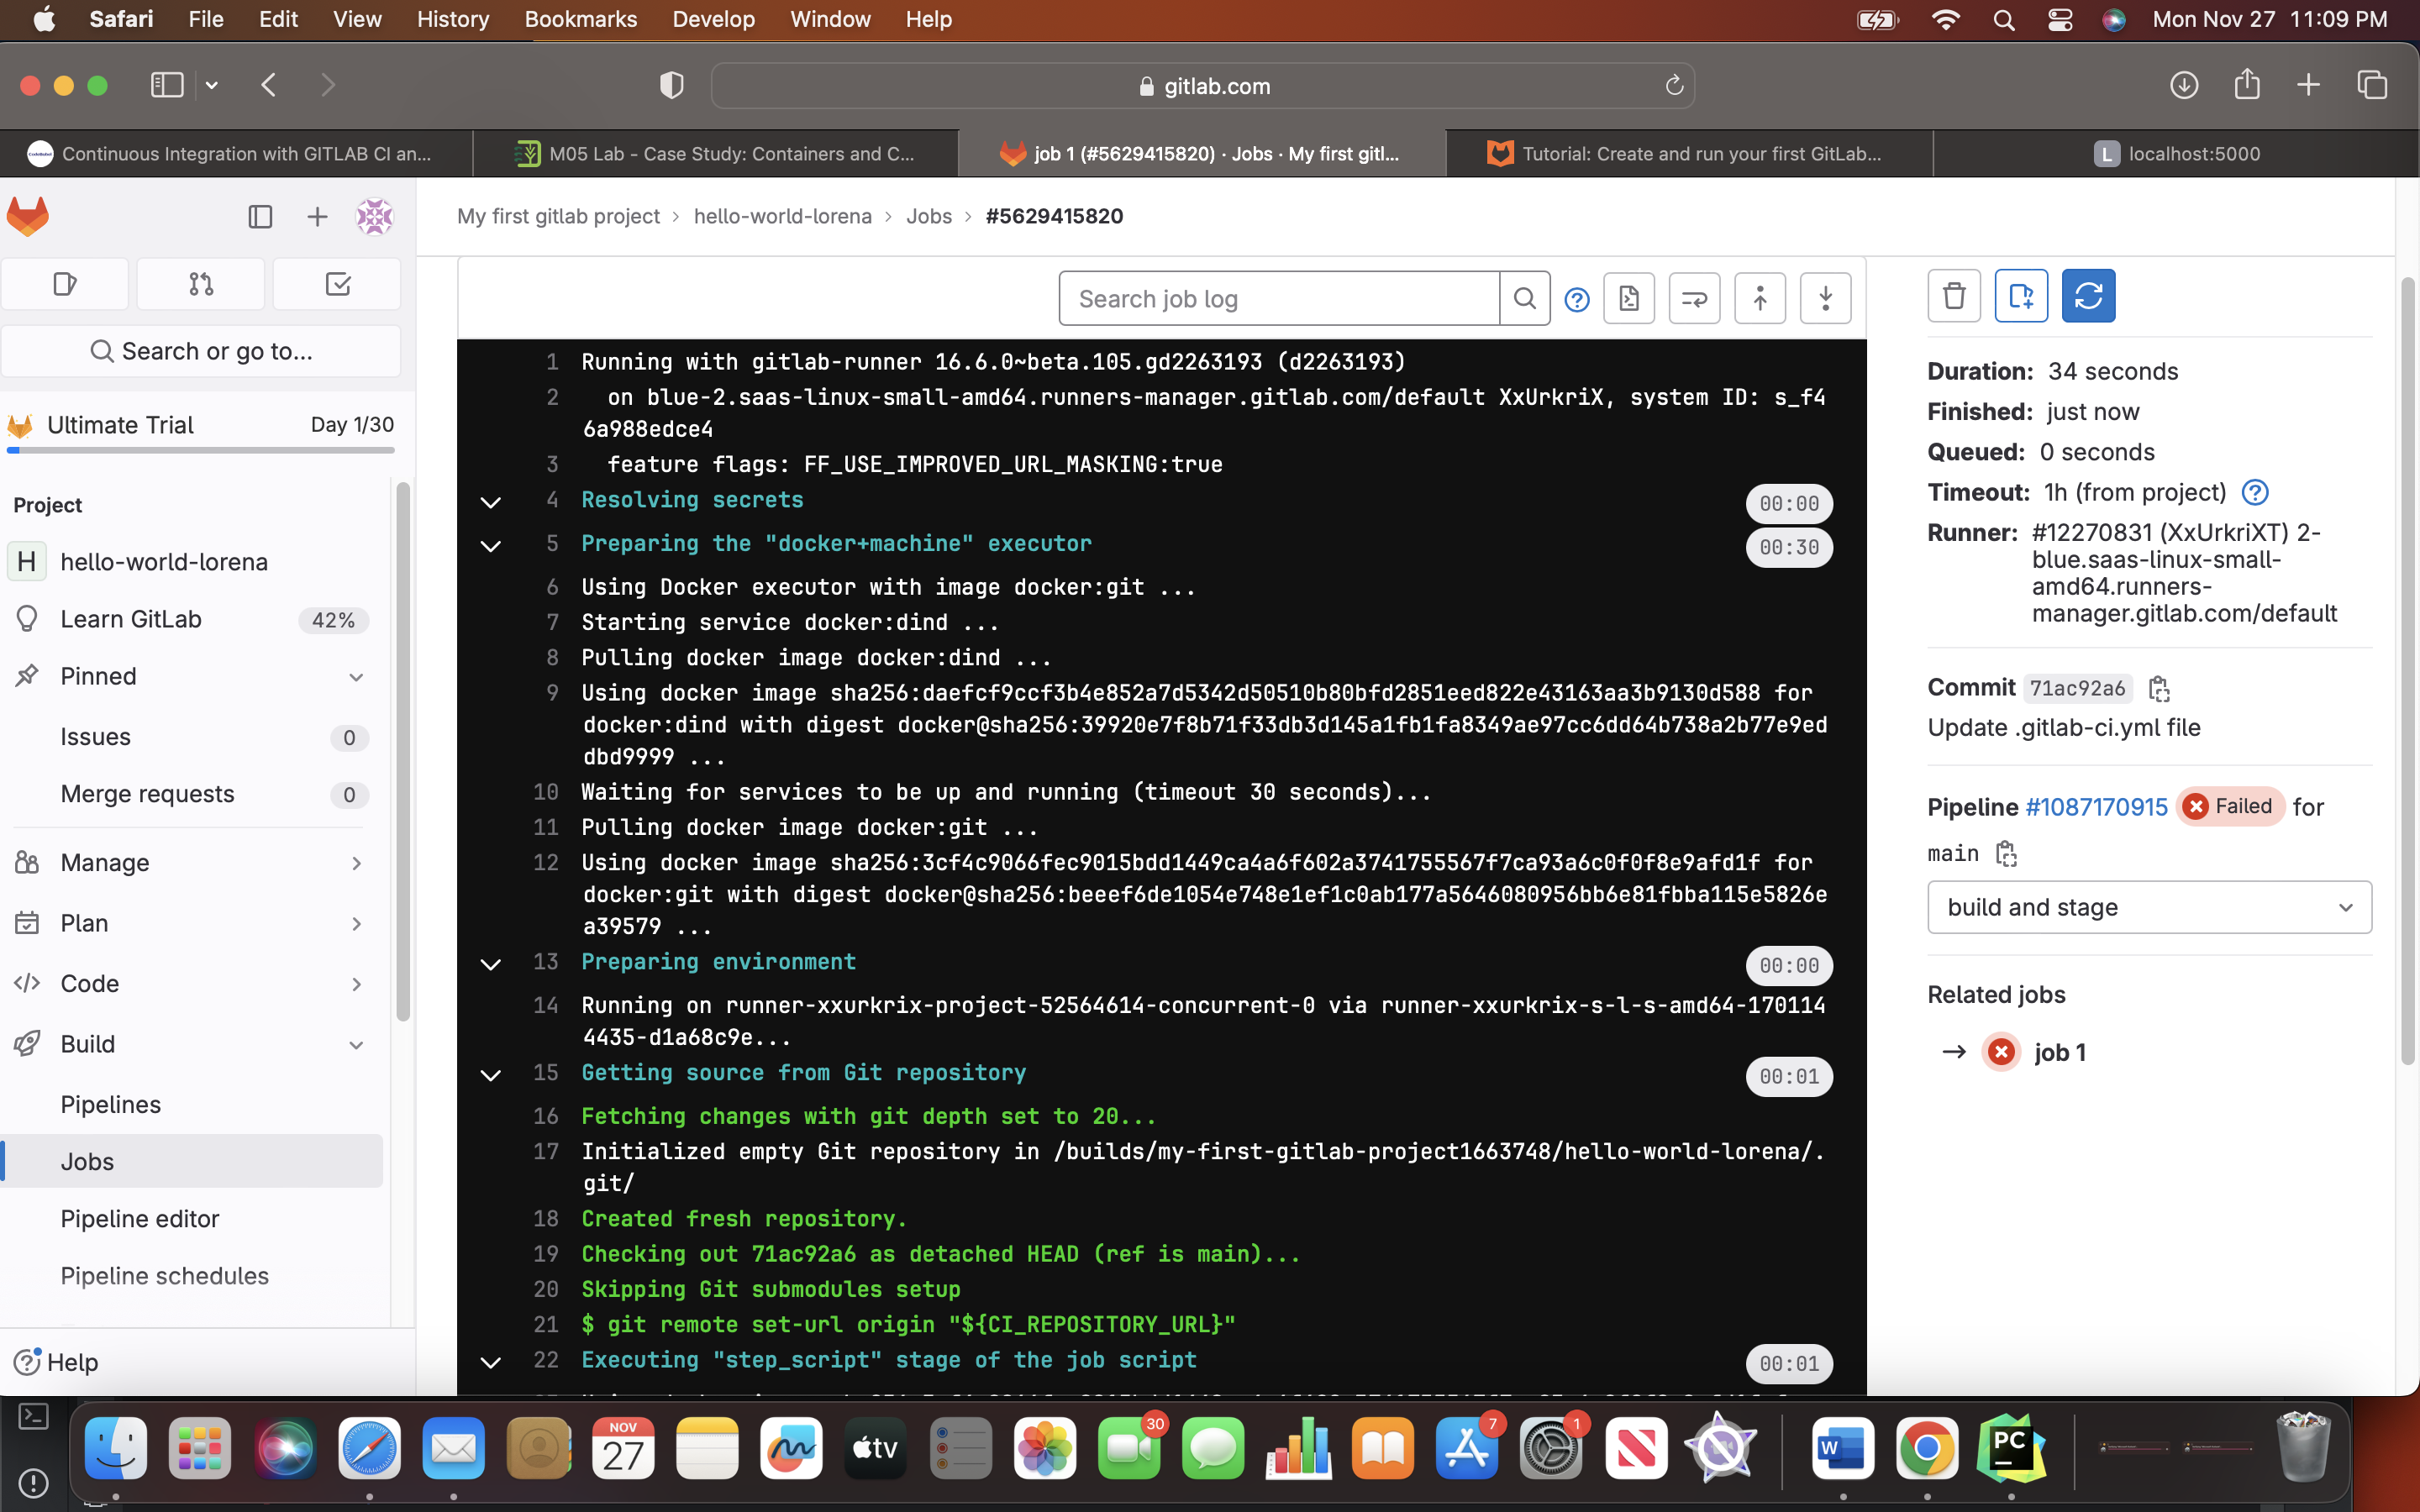 Safari File Edit View History Bookmarks Develop Window Help Mon Nov 27 11:09 PM
gitlab.com
Continuous Integration with GITLAB CI an...
M05 Lab - Case Study: Containers and C...
job 1 (#5629415820) · Jobs · My first gitl...
Tutorial: Create and run your first GitLab...
L localhost:5000
My first gitlab project > hello-world-lorena > Jobs > #5629415820
Search or go to...
Ultimate Trial Day 1/30
Project
H hello-world-lorena
Learn GitLab 42%
Pinned
Issues 0
Merge requests 0
Manage
Plan
Code
Build
Pipelines
Jobs
Pipeline editor
Pipeline schedules
Help
Search job log
1 Running with gitlab-runner 16.6.0~beta.105.gd2263193 (d2263193)
2 on blue-2.saas-linux-small-amd64.runners-manager.gitlab.com/default XxUrkriX, system ID: s_f4
6a988edce4
3 feature flags: FF_USE_IMPROVED_URL_MASKING:true
4 Resolving secrets 00:00
5 Preparing the "docker+machine" executor 00:30
6 Using Docker executor with image docker:git ...
7 Starting service docker:dind ...
8 Pulling docker image docker:dind ...
9 Using docker image sha256:daefcf9ccf3b4e852a7d5342d50510b80bfd2851eed822e43163aa3b9130d588 for
docker:dind with digest docker@sha256:39920e7f8b71f33db3d145a1fb1fa8349ae97cc6dd64b738a2b77e9ed
dbd9999 ...
10 Waiting for services to be up and running (timeout 30 seconds)...
11 Pulling docker image docker:git ...
12 Using docker image sha256:3cf4c9066fec9015bdd1449ca4a6f602a3741755567f7ca93a6c0f0f8e9afd1f for
docker:git with digest docker@sha256:beeef6de1054e748e1ef1c0ab177a5646080956bb6e81fbba115e5826e
a39579 ...
13 Preparing environment 00:00
14 Running on runner-xxurkrix-project-52564614-concurrent-0 via runner-xxurkrix-s-l-s-amd64-170114
4435-d1a68c9e...
15 Getting source from Git repository 00:01
16 Fetching changes with git depth set to 20...
17 Initialized empty Git repository in /builds/my-first-gitlab-project1663748/hello-world-lorena/.
git/
18 Created fresh repository.
19 Checking out 71ac92a6 as detached HEAD (ref is main)...
20 Skipping Git submodules setup
21 $ git remote set-url origin "${CI_REPOSITORY_URL}"
22 Executing "step_script" stage of the job script 00:01
Duration: 34 seconds
Finished: just now
Queued: 0 seconds
Timeout: 1h (from project)
Runner: #12270831 (XxUrkriXT) 2-
blue.saas-linux-small-
amd64.runners-
manager.gitlab.com/default
Commit 71ac92a6
Update .gitlab-ci.yml file
Pipeline #1087170915 Failed for
main
build and stage
Related jobs
job 1
NOV
27
tv
30
7
1
W
PC